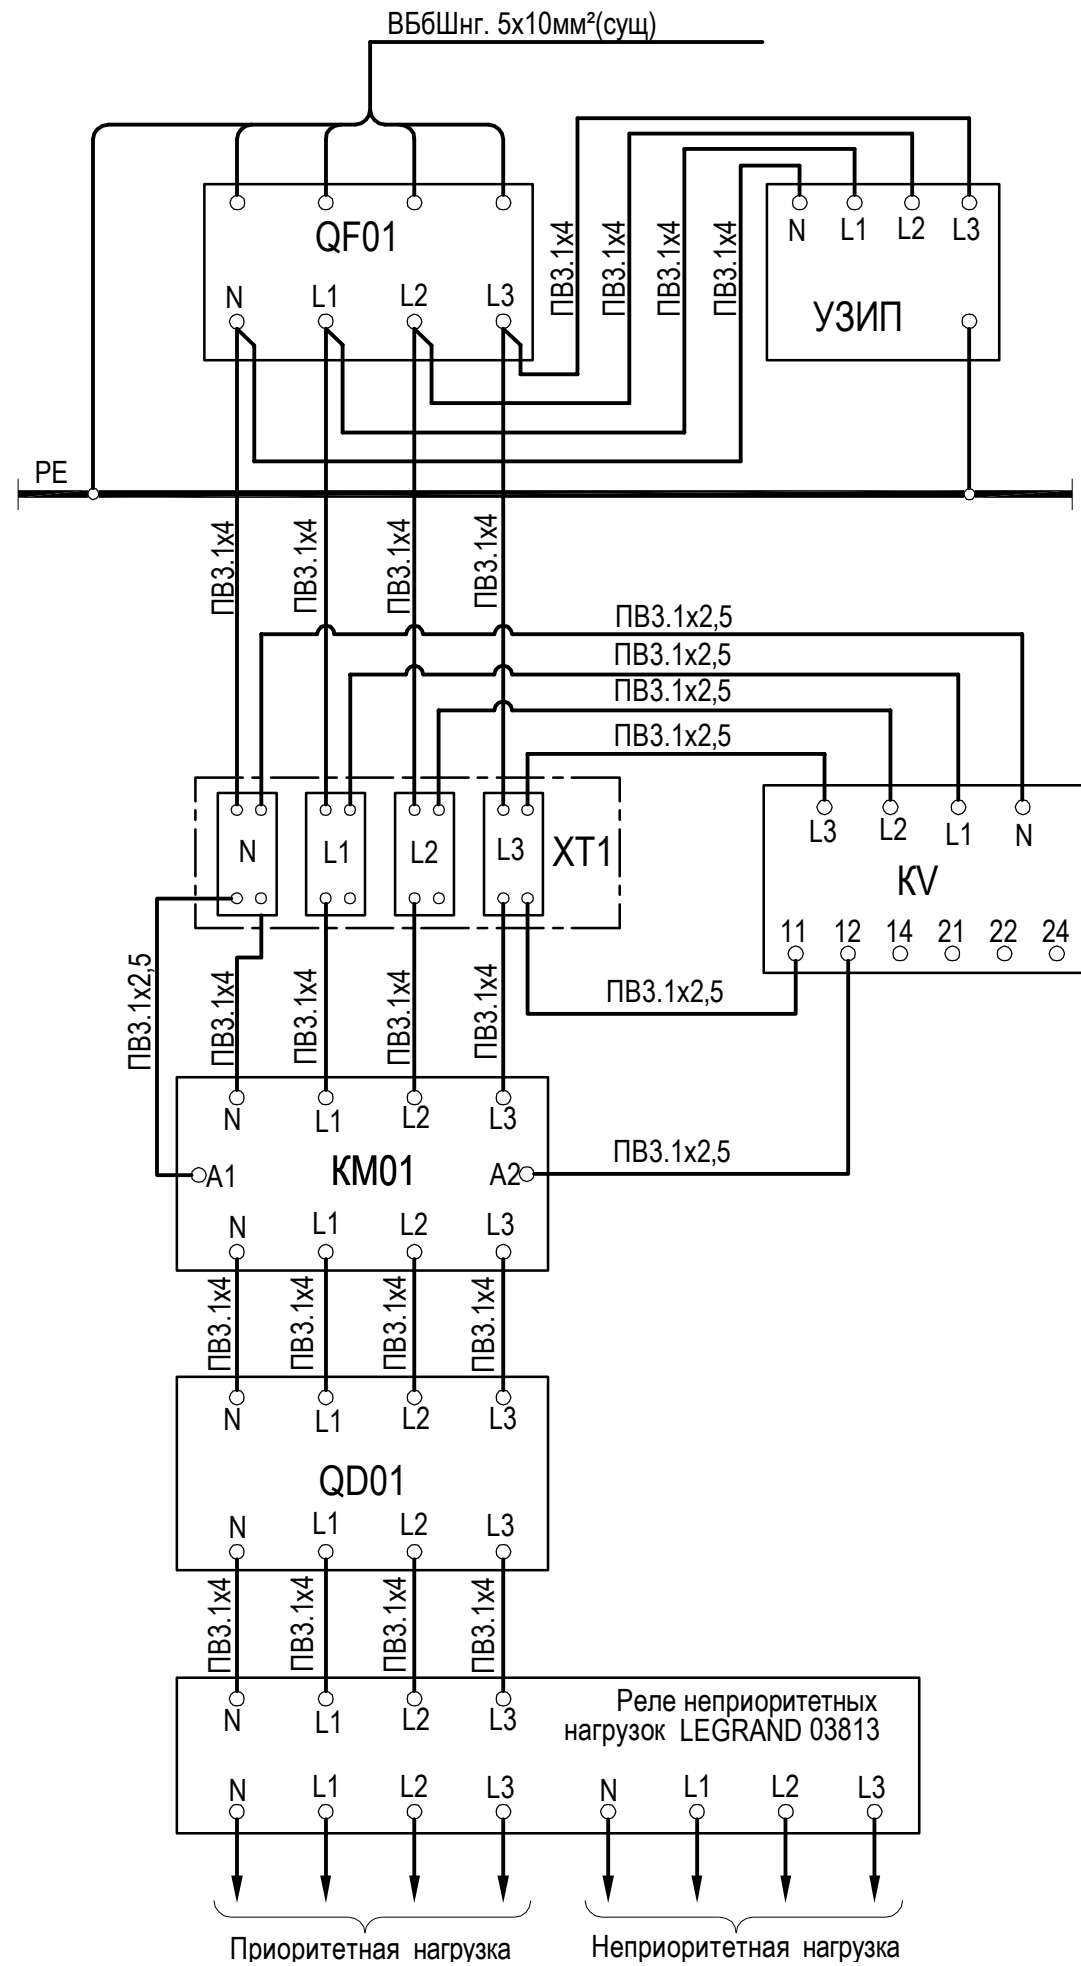 ВБбШнг. 5х10мм²(сущ)
QF01
N L1 L2 L3
ПВ3.1х4 ПВ3.1х4 ПВ3.1х4 ПВ3.1х4
N L1 L2 L3
УЗИП
PE
ПВ3.1х4 ПВ3.1х4 ПВ3.1х4 ПВ3.1х4
ПВ3.1х2,5
ПВ3.1х2,5
ПВ3.1х2,5
ПВ3.1х2,5
N L1 L2 L3 XT1
L3 L2 L1 N
KV
11 12 14 21 22 24
ПВ3.1х2,5
ПВ3.1х4 ПВ3.1х4 ПВ3.1х4 ПВ3.1х4
ПВ3.1х2,5
N L1 L2 L3
A1 КМ01 A2
ПВ3.1х2,5
N L1 L2 L3
ПВ3.1х4 ПВ3.1х4 ПВ3.1х4 ПВ3.1х4
N L1 L2 L3
QD01
N L1 L2 L3
ПВ3.1х4 ПВ3.1х4 ПВ3.1х4 ПВ3.1х4
N L1 L2 L3
Реле неприоритетных
нагрузок LEGRAND 03813
N L1 L2 L3 N L1 L2 L3
Приоритетная нагрузка
Неприоритетная нагрузка